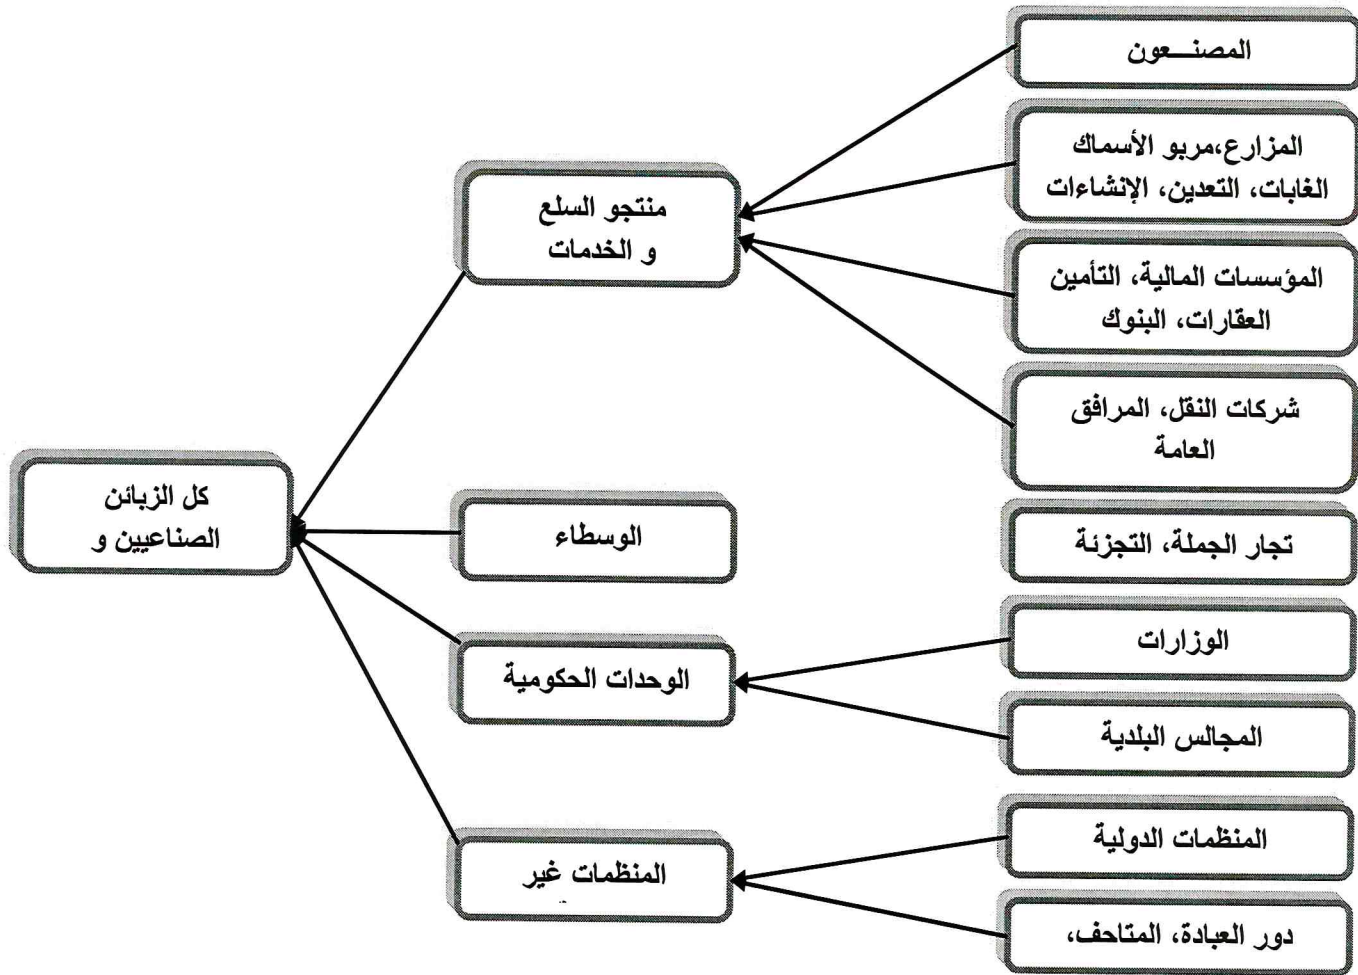 المصنـــعون
المزارع،مربو الأسماك
الغابات، التعدين، الإنشاءات
منتجو السلع
و الخدمات
المؤسسات المالية، التأمين
العقارات، البنوك
شركات النقل، المرافق
العامة
كل الزبائن
الصناعيين و
الوسطاء
تجار الجملة، التجزئة
الوزارات
الوحدات الحكومية
المجالس البلدية
المنظمات الدولية
المنظمات غير
دور العبادة، المتاحف،